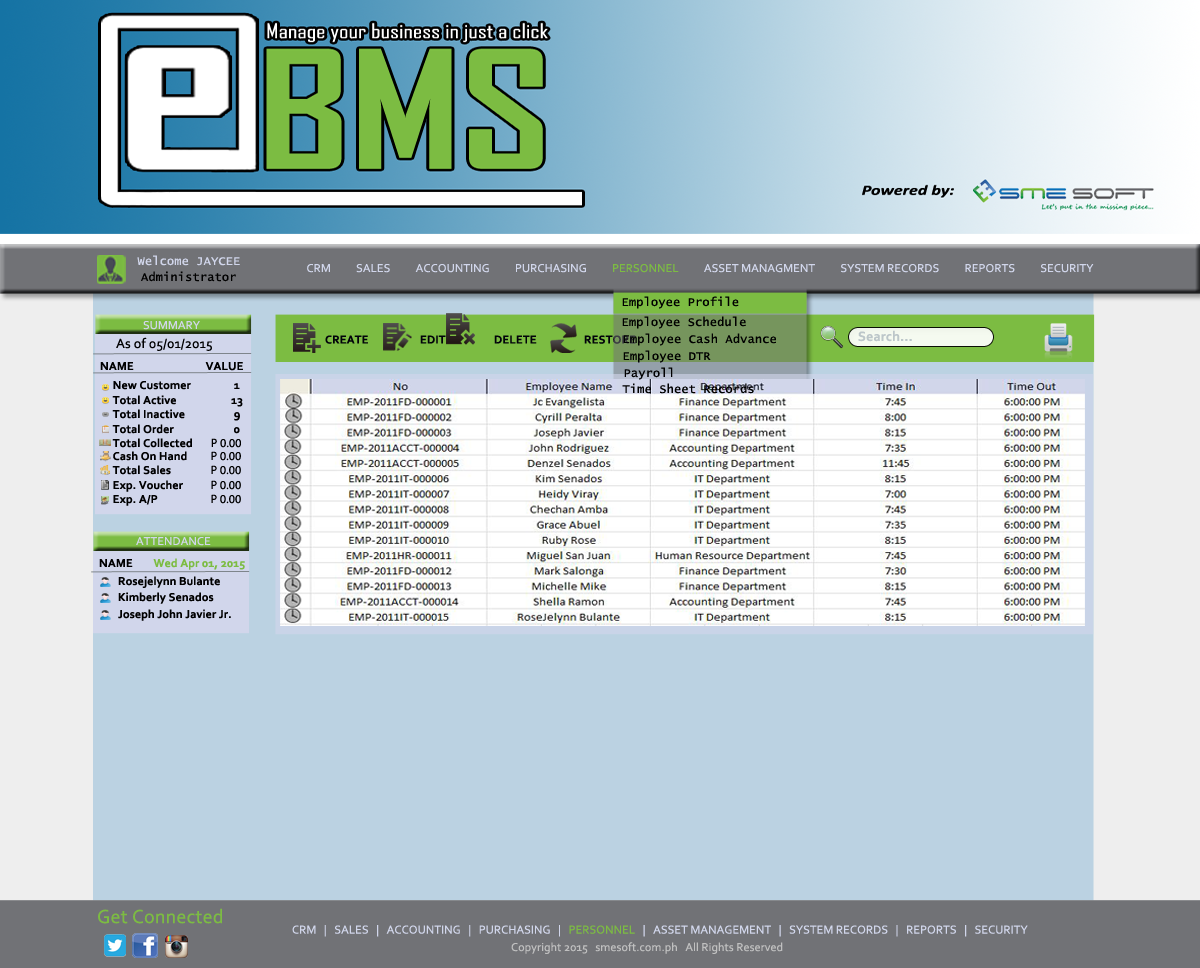 Manage your business in just a click
eBMS
Powered by: SME SOFT
Let's put in the missing piece...
Welcome JAYCEE
Administrator
CRM SALES ACCOUNTING PURCHASING PERSONNEL ASSET MANAGMENT SYSTEM RECORDS REPORTS SECURITY
Employee Profile
Employee Schedule
Employee Cash Advance
Employee DTR
Payroll
Time Sheet Records
SUMMARY
As of 05/01/2015
NAME VALUE
New Customer 1
Total Active 13
Total Inactive 9
Total Order 0
Total Collected P 0.00
Cash On Hand P 0.00
Total Sales P 0.00
Exp. Voucher P 0.00
Exp. A/P P 0.00
ATTENDANCE
NAME Wed Apr 01, 2015
Rosejelynn Bulante
Kimberly Senados
Joseph John Javier Jr.
CREATE EDIT DELETE RESTORE Search...
No Employee Name Department Time In Time Out
EMP-2011FD-000001 Jc Evangelista Finance Department 7:45 6:00:00 PM
EMP-2011FD-000002 Cyrill Peralta Finance Department 8:00 6:00:00 PM
EMP-2011FD-000003 Joseph Javier Finance Department 8:15 6:00:00 PM
EMP-2011ACCT-000004 John Rodriguez Accounting Department 7:35 6:00:00 PM
EMP-2011ACCT-000005 Denzel Senados Accounting Department 11:45 6:00:00 PM
EMP-2011IT-000006 Kim Senados IT Department 8:15 6:00:00 PM
EMP-2011IT-000007 Heidy Viray IT Department 7:00 6:00:00 PM
EMP-2011IT-000008 Chechan Amba IT Department 7:45 6:00:00 PM
EMP-2011IT-000009 Grace Abuel IT Department 7:35 6:00:00 PM
EMP-2011IT-000010 Ruby Rose IT Department 8:15 6:00:00 PM
EMP-2011HR-000011 Miguel San Juan Human Resource Department 7:45 6:00:00 PM
EMP-2011FD-000012 Mark Salonga Finance Department 7:30 6:00:00 PM
EMP-2011FD-000013 Michelle Mike Finance Department 8:15 6:00:00 PM
EMP-2011ACCT-000014 Shella Ramon Accounting Department 7:45 6:00:00 PM
EMP-2011IT-000015 RoseJelynn Bulante IT Department 8:15 6:00:00 PM
Get Connected
CRM | SALES | ACCOUNTING | PURCHASING | PERSONNEL | ASSET MANAGEMENT | SYSTEM RECORDS | REPORTS | SECURITY
Copyright 2015 smesoft.com.ph All Rights Reserved